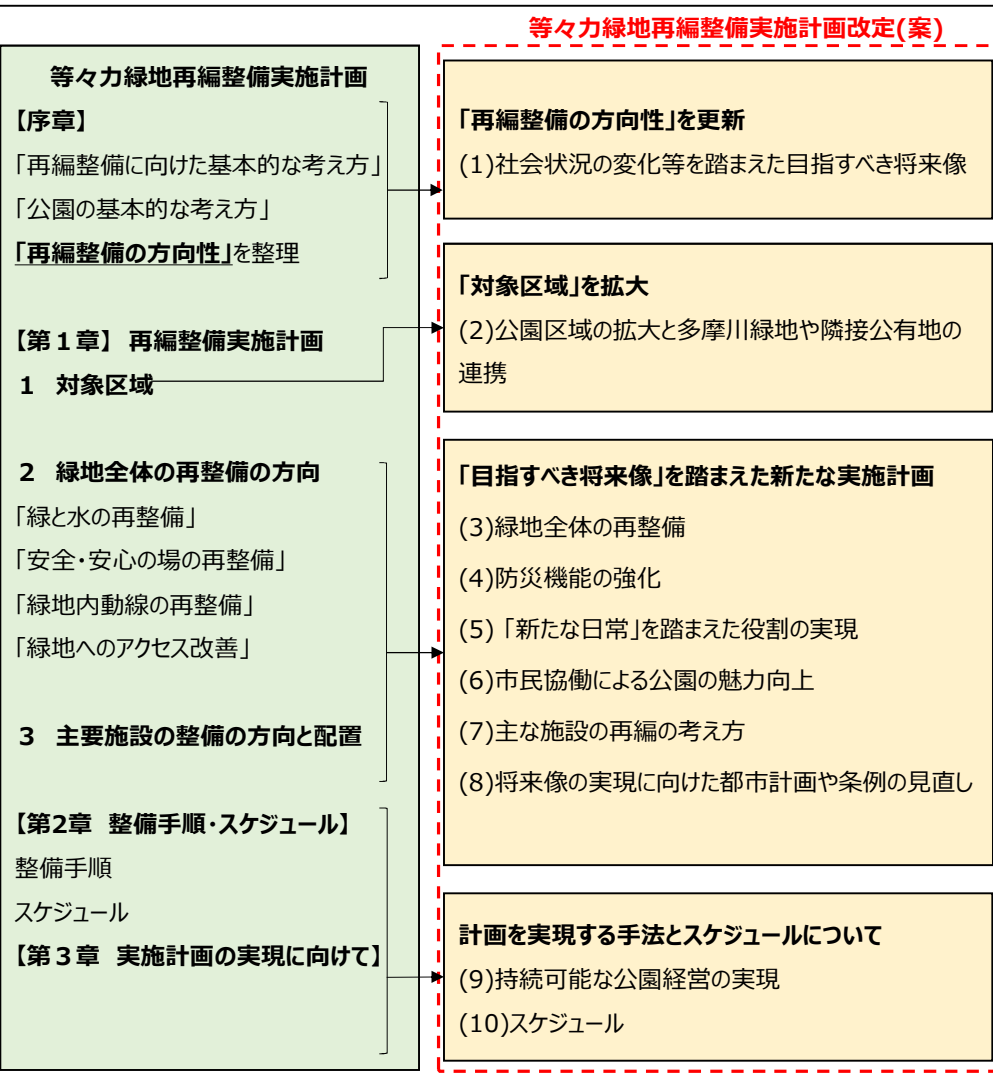 等々力緑地再編整備実施計画改定(案)
等々力緑地再編整備実施計画
【序章】
「再編整備に向けた基本的な考え方」
「公園の基本的な考え方」
「再編整備の方向性」を整理
【第１章】 再編整備実施計画
1 対象区域
2 緑地全体の再整備の方向
「緑と水の再整備」
「安全・安心の場の再整備」
「緑地内動線の再整備」
「緑地へのアクセス改善」
3 主要施設の整備の方向と配置
【第2章 整備手順・スケジュール】
整備手順
スケジュール
【第３章 実施計画の実現に向けて】
「再編整備の方向性」を更新
(1)社会状況の変化等を踏まえた目指すべき将来像
「対象区域」を拡大
(2)公園区域の拡大と多摩川緑地や隣接公有地の
連携
「目指すべき将来像」を踏まえた新たな実施計画
(3)緑地全体の再整備
(4)防災機能の強化
(5)「新たな日常」を踏まえた役割の実現
(6)市民協働による公園の魅力向上
(7)主な施設の再編の考え方
(8)将来像の実現に向けた都市計画や条例の見直し
計画を実現する手法とスケジュールについて
(9)持続可能な公園経営の実現
(10)スケジュール